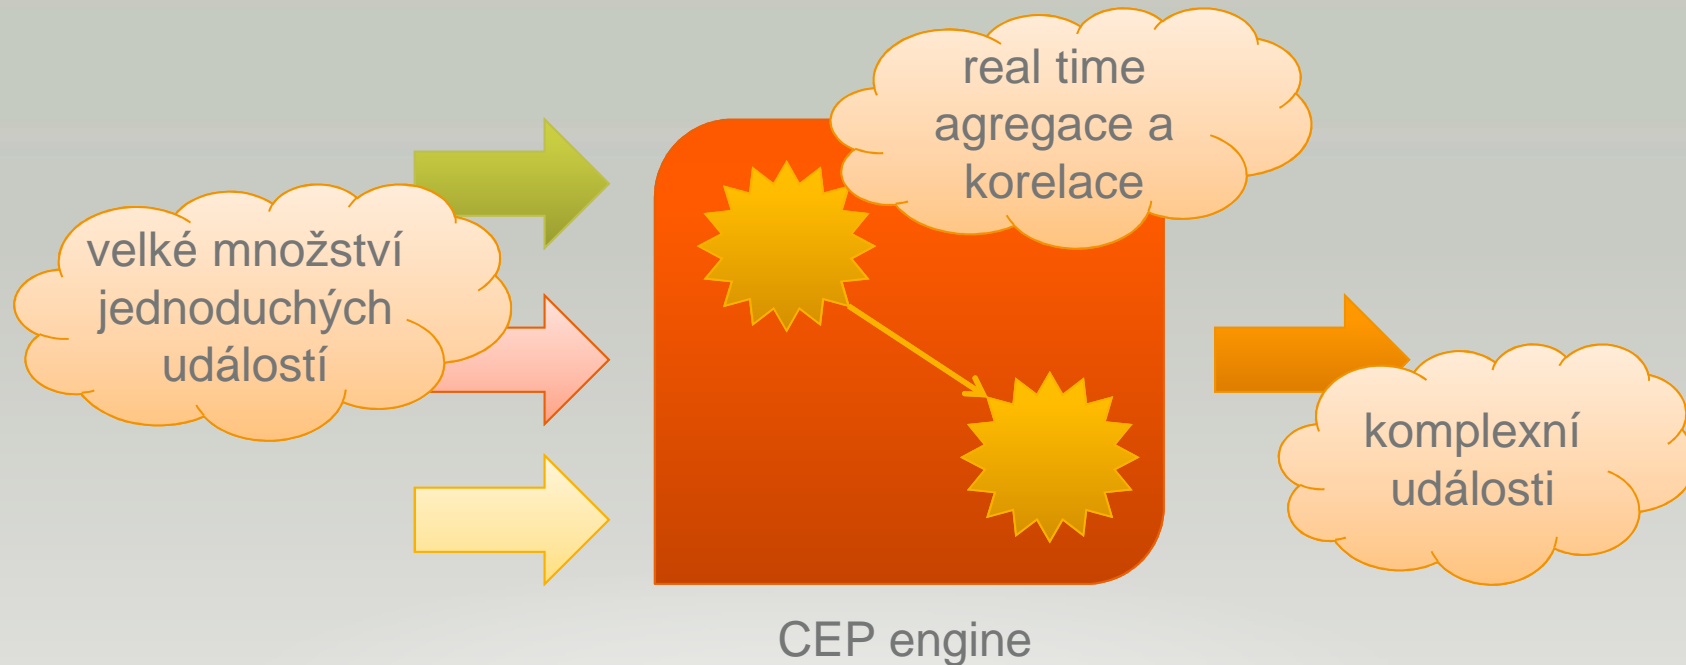 velké množství
jednoduchých
událostí
real time
agregace a
korelace
komplexní
události
CEP engine